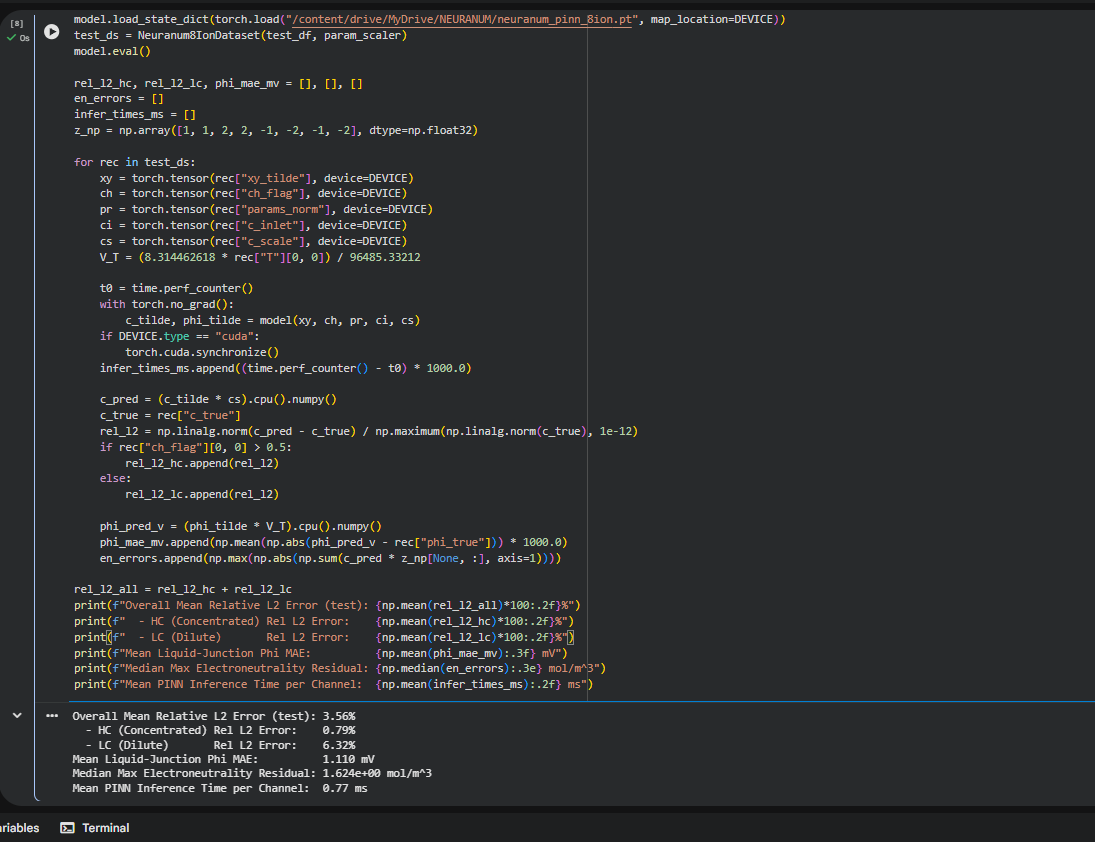 [8]
0s
model.load_state_dict(torch.load("/content/drive/MyDrive/NEURANUM/neuranum_pinn_8ion.pt", map_location=DEVICE))
test_ds = Neuranum8IonDataset(test_df, param_scaler)
model.eval()

rel_l2_hc, rel_l2_lc, phi_mae_mv = [], [], []
en_errors = []
infer_times_ms = []
z_np = np.array([1, 1, 2, 2, -1, -2, -1, -2], dtype=np.float32)

for rec in test_ds:
    xy = torch.tensor(rec["xy_tilde"], device=DEVICE)
    ch = torch.tensor(rec["ch_flag"], device=DEVICE)
    pr = torch.tensor(rec["params_norm"], device=DEVICE)
    ci = torch.tensor(rec["c_inlet"], device=DEVICE)
    cs = torch.tensor(rec["c_scale"], device=DEVICE)
    V_T = (8.314462618 * rec["T"][0, 0]) / 96485.33212

    t0 = time.perf_counter()
    with torch.no_grad():
        c_tilde, phi_tilde = model(xy, ch, pr, ci, cs)
    if DEVICE.type == "cuda":
        torch.cuda.synchronize()
    infer_times_ms.append((time.perf_counter() - t0) * 1000.0)

    c_pred = (c_tilde * cs).cpu().numpy()
    c_true = rec["c_true"]
    rel_l2 = np.linalg.norm(c_pred - c_true) / np.maximum(np.linalg.norm(c_true), 1e-12)
    if rec["ch_flag"][0, 0] > 0.5:
        rel_l2_hc.append(rel_l2)
    else:
        rel_l2_lc.append(rel_l2)

    phi_pred_v = (phi_tilde * V_T).cpu().numpy()
    phi_mae_mv.append(np.mean(np.abs(phi_pred_v - rec["phi_true"])) * 1000.0)
    en_errors.append(np.max(np.abs(np.sum(c_pred * z_np[None, :], axis=1))))

rel_l2_all = rel_l2_hc + rel_l2_lc
print(f"Overall Mean Relative L2 Error (test): {np.mean(rel_l2_all)*100:.2f}%")
print(f"  - HC (Concentrated) Rel L2 Error:    {np.mean(rel_l2_hc)*100:.2f}%")
print(f"  - LC (Dilute)       Rel L2 Error:    {np.mean(rel_l2_lc)*100:.2f}%")
print(f"Mean Liquid-Junction Phi MAE:          {np.mean(phi_mae_mv):.3f} mV")
print(f"Median Max Electroneutrality Residual: {np.median(en_errors):.3e} mol/m^3")
print(f"Mean PINN Inference Time per Channel:  {np.mean(infer_times_ms):.2f} ms")
Overall Mean Relative L2 Error (test): 3.56%
  - HC (Concentrated) Rel L2 Error:    0.79%
  - LC (Dilute)       Rel L2 Error:    6.32%
Mean Liquid-Junction Phi MAE:          1.110 mV
Median Max Electroneutrality Residual: 1.624e+00 mol/m^3
Mean PINN Inference Time per Channel:  0.77 ms
riables
Terminal